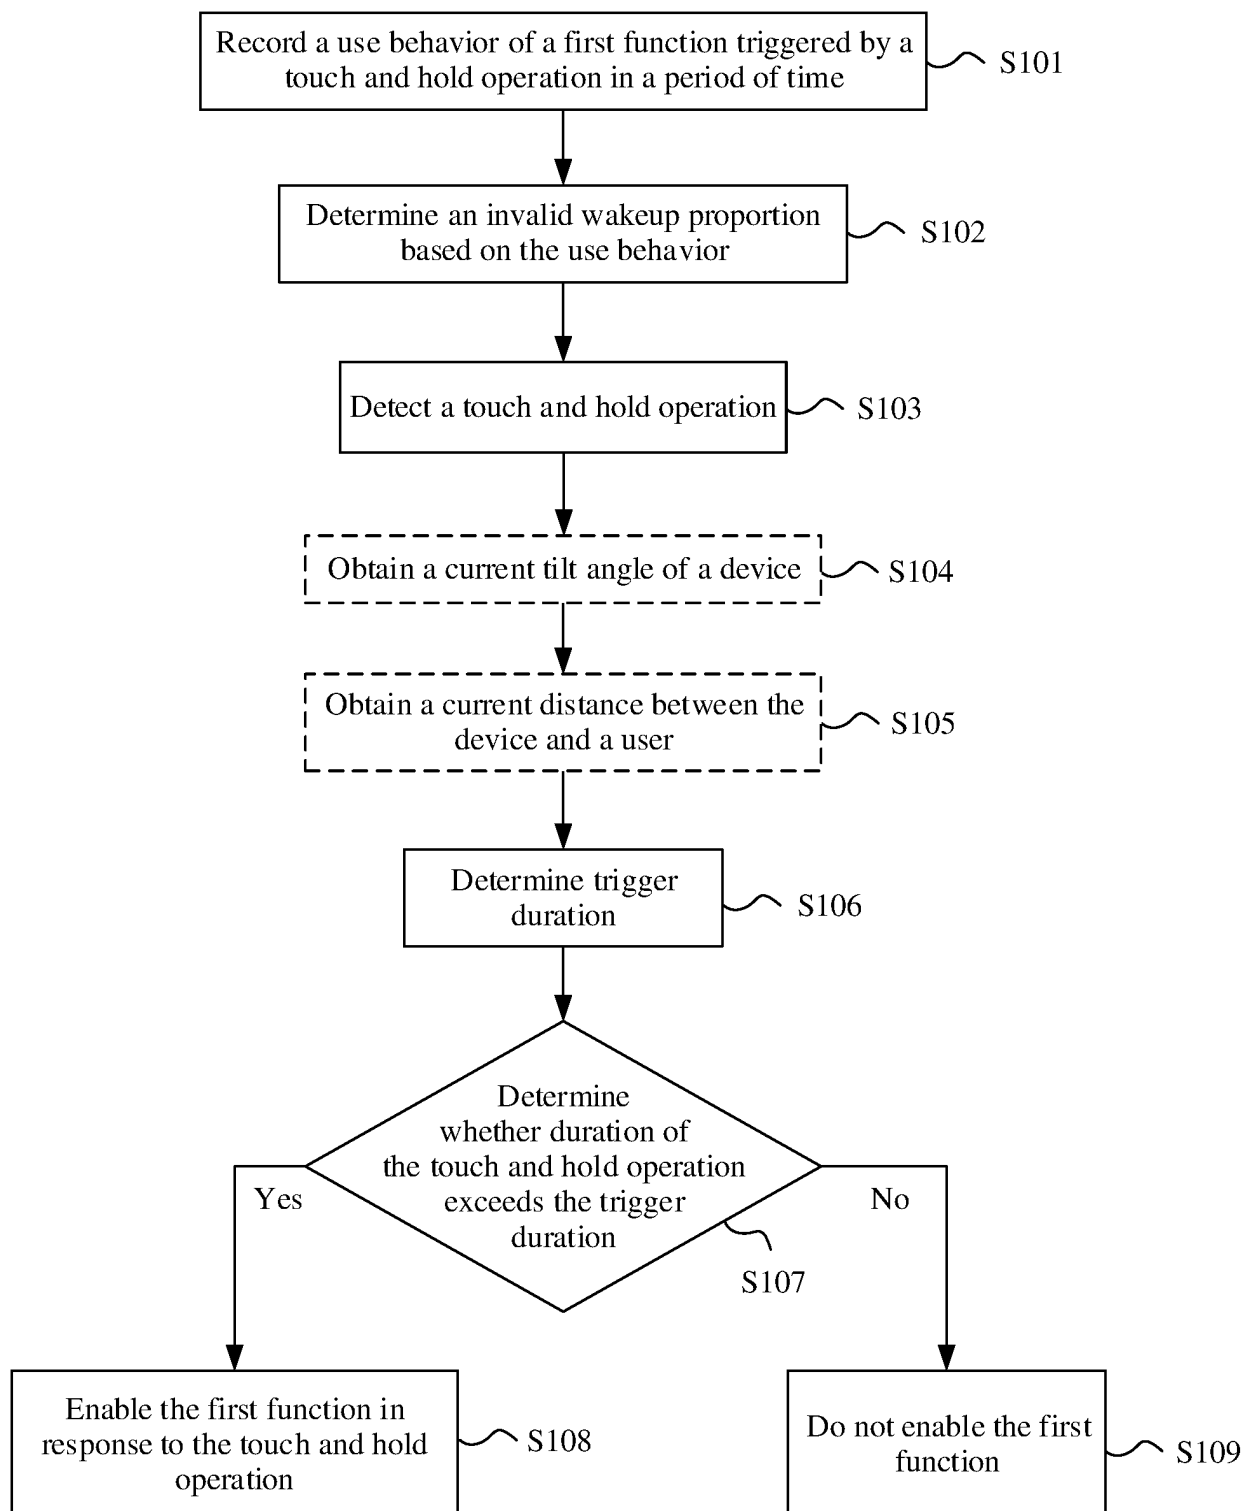 Record a use behavior of a first function triggered by a
touch and hold operation in a period of time
S101
Determine an invalid wakeup proportion
based on the use behavior
S102
Detect a touch and hold operation
S103
Obtain a current tilt angle of a device
S104
Obtain a current distance between the
device and a user
S105
Determine trigger
duration
S106
Determine
whether duration of
the touch and hold operation
exceeds the trigger
duration
S107
Yes
No
Enable the first function in
response to the touch and hold
operation
S108
Do not enable the first
function
S109